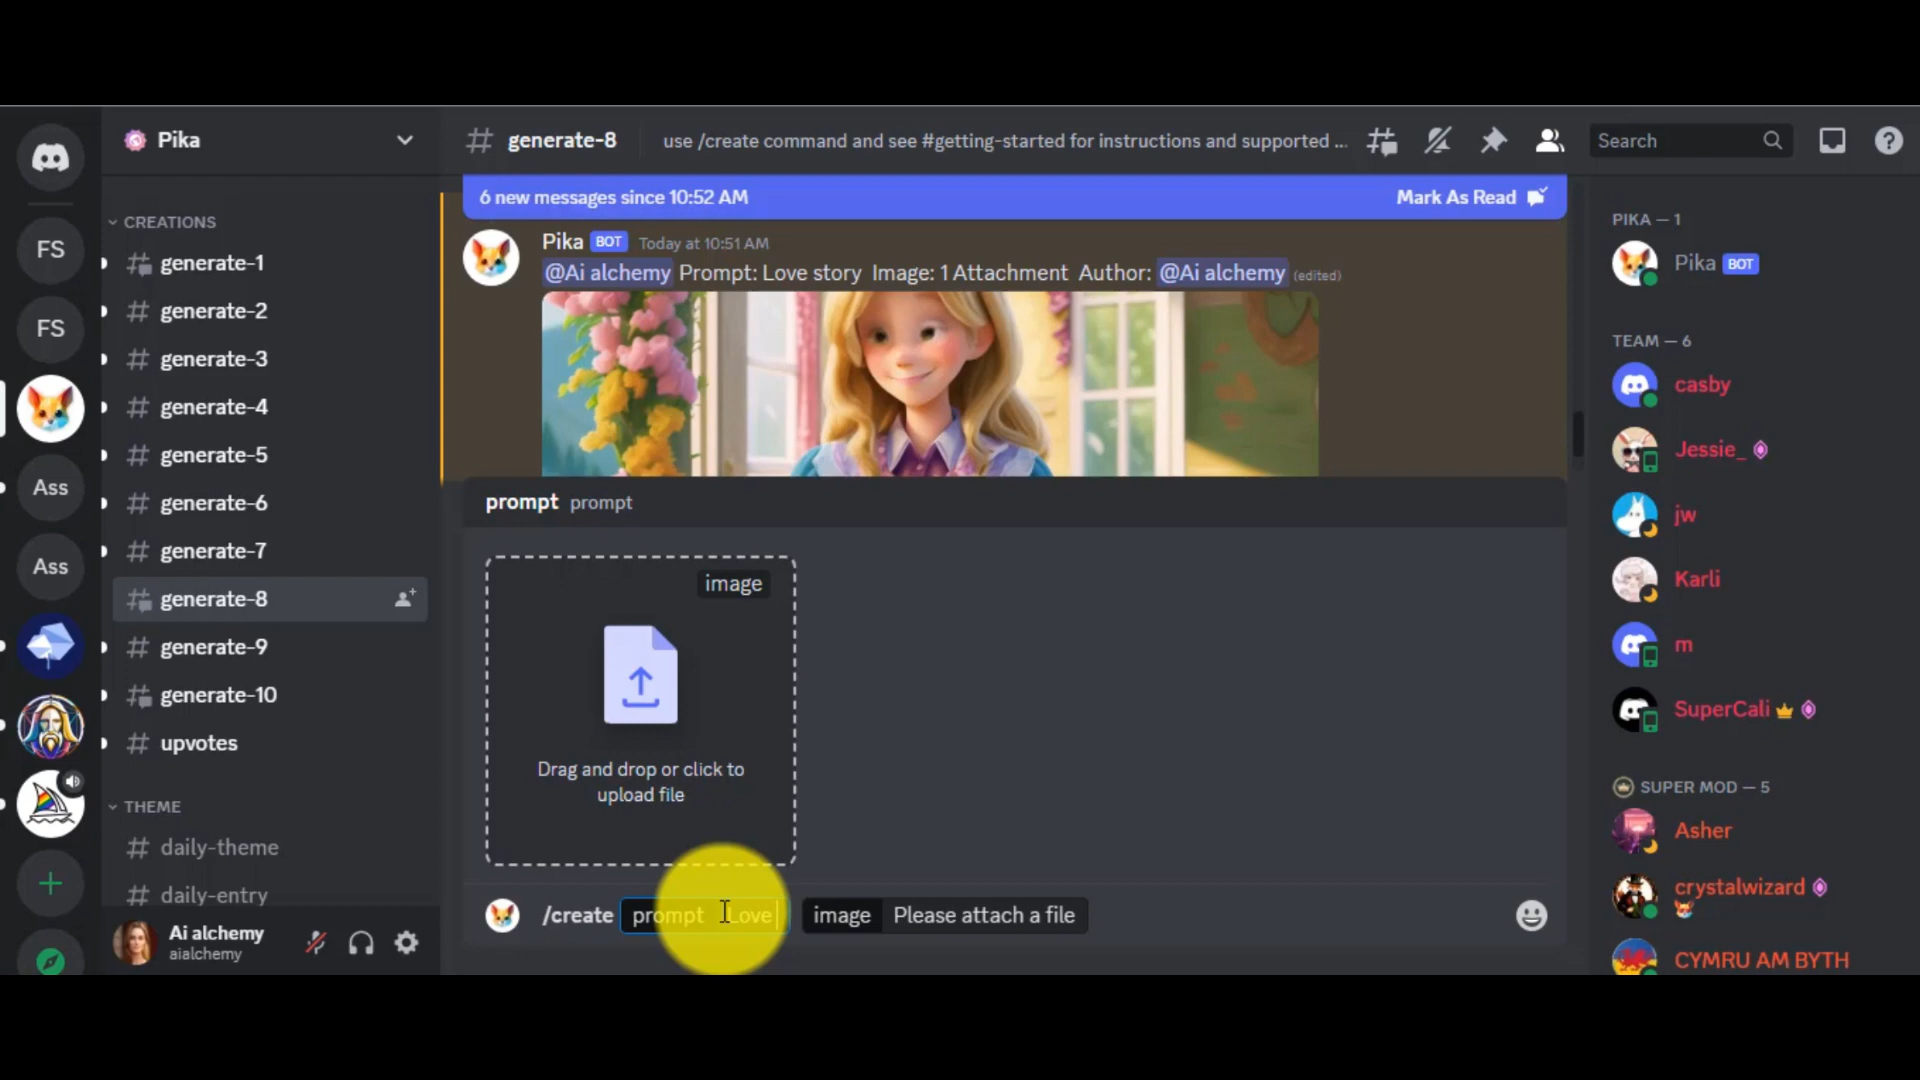 Pika
generate-8
use /create command and see #getting-started for instructions and supported ...
Search
6 new messages since 10:52 AM
Mark As Read
FS
FS
Ass
Ass
CREATIONS
generate-1
generate-2
generate-3
generate-4
generate-5
generate-6
generate-7
generate-8
generate-9
generate-10
upvotes
THEME
daily-theme
daily-entry
Ai alchemy
aialchemy
Pika BOT Today at 10:51 AM
@Ai alchemy Prompt: Love story Image: 1 Attachment Author: @Ai alchemy (edited)
prompt prompt
image
Drag and drop or click to
upload file
/create prompt Love image Please attach a file
PIKA — 1
Pika BOT
TEAM — 6
casby
Jessie_
jw
Karli
m
SuperCali
SUPER MOD — 5
Asher
crystalwizard
CYMRU AM BYTH